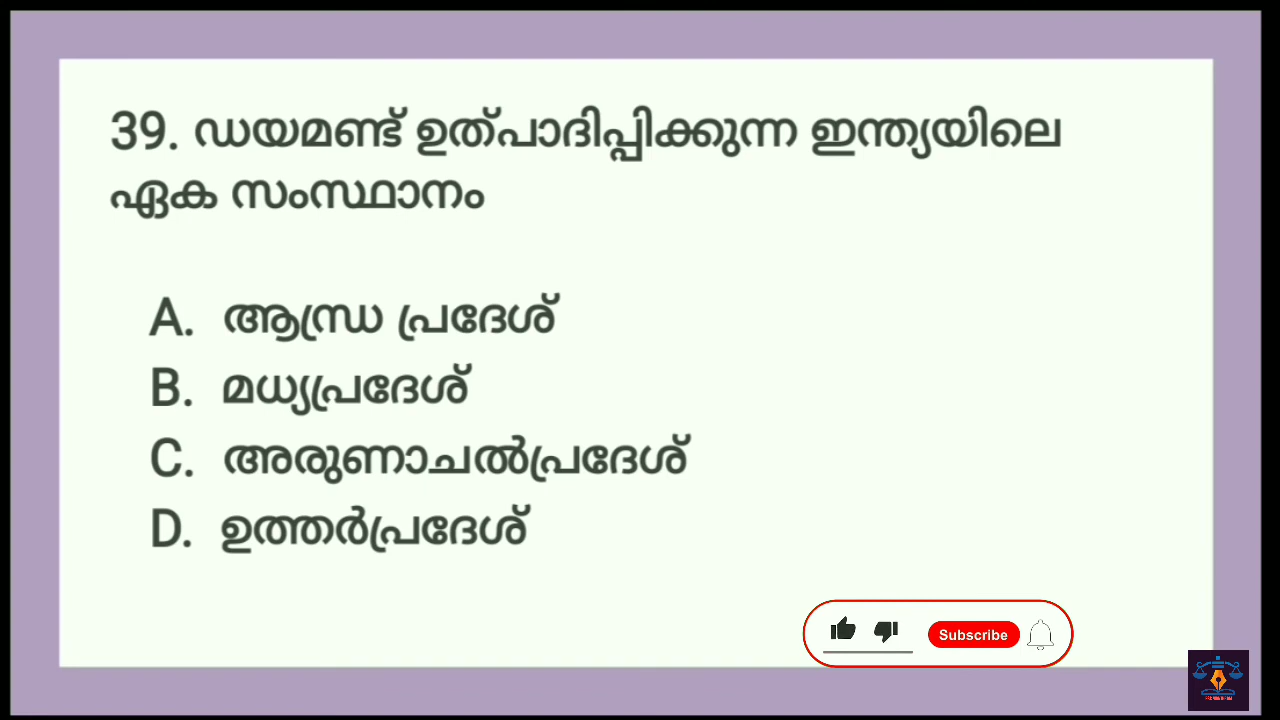 39. ഡയമണ്ട് ഉത്പാദിപ്പിക്കുന്ന ഇന്ത്യയിലെ
ഏക സംസ്ഥാനം
A. ആന്ധ്ര പ്രദേശ്
B. മധ്യപ്രദേശ്
C. അരുണാചൽപ്രദേശ്
D. ഉത്തർപ്രദേശ്
Subscribe